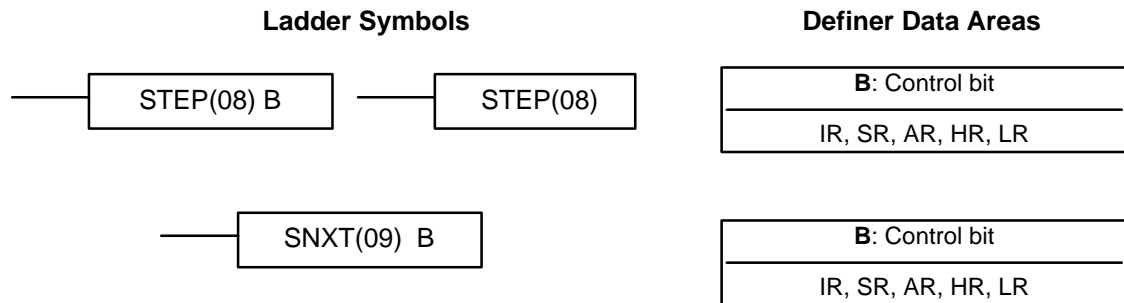 Ladder Symbols
Definer Data Areas
STEP(08) B
STEP(08)
B: Control bit
IR, SR, AR, HR, LR
SNXT(09) B
B: Control bit
IR, SR, AR, HR, LR